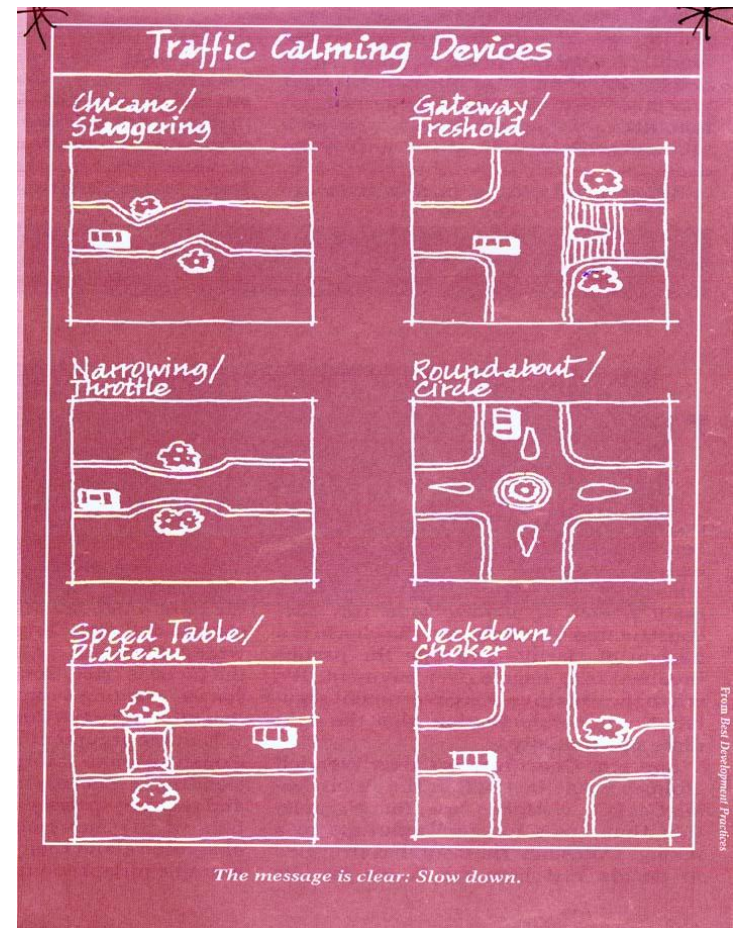 Traffic Calming Devices
Chicane/
Staggering
Gateway/
Treshold
Narrowing/
Throttle
Roundabout/
Circle
Speed Table/
Plateau
Neckdown/
Choker
From Best Development Practices
The message is clear: Slow down.